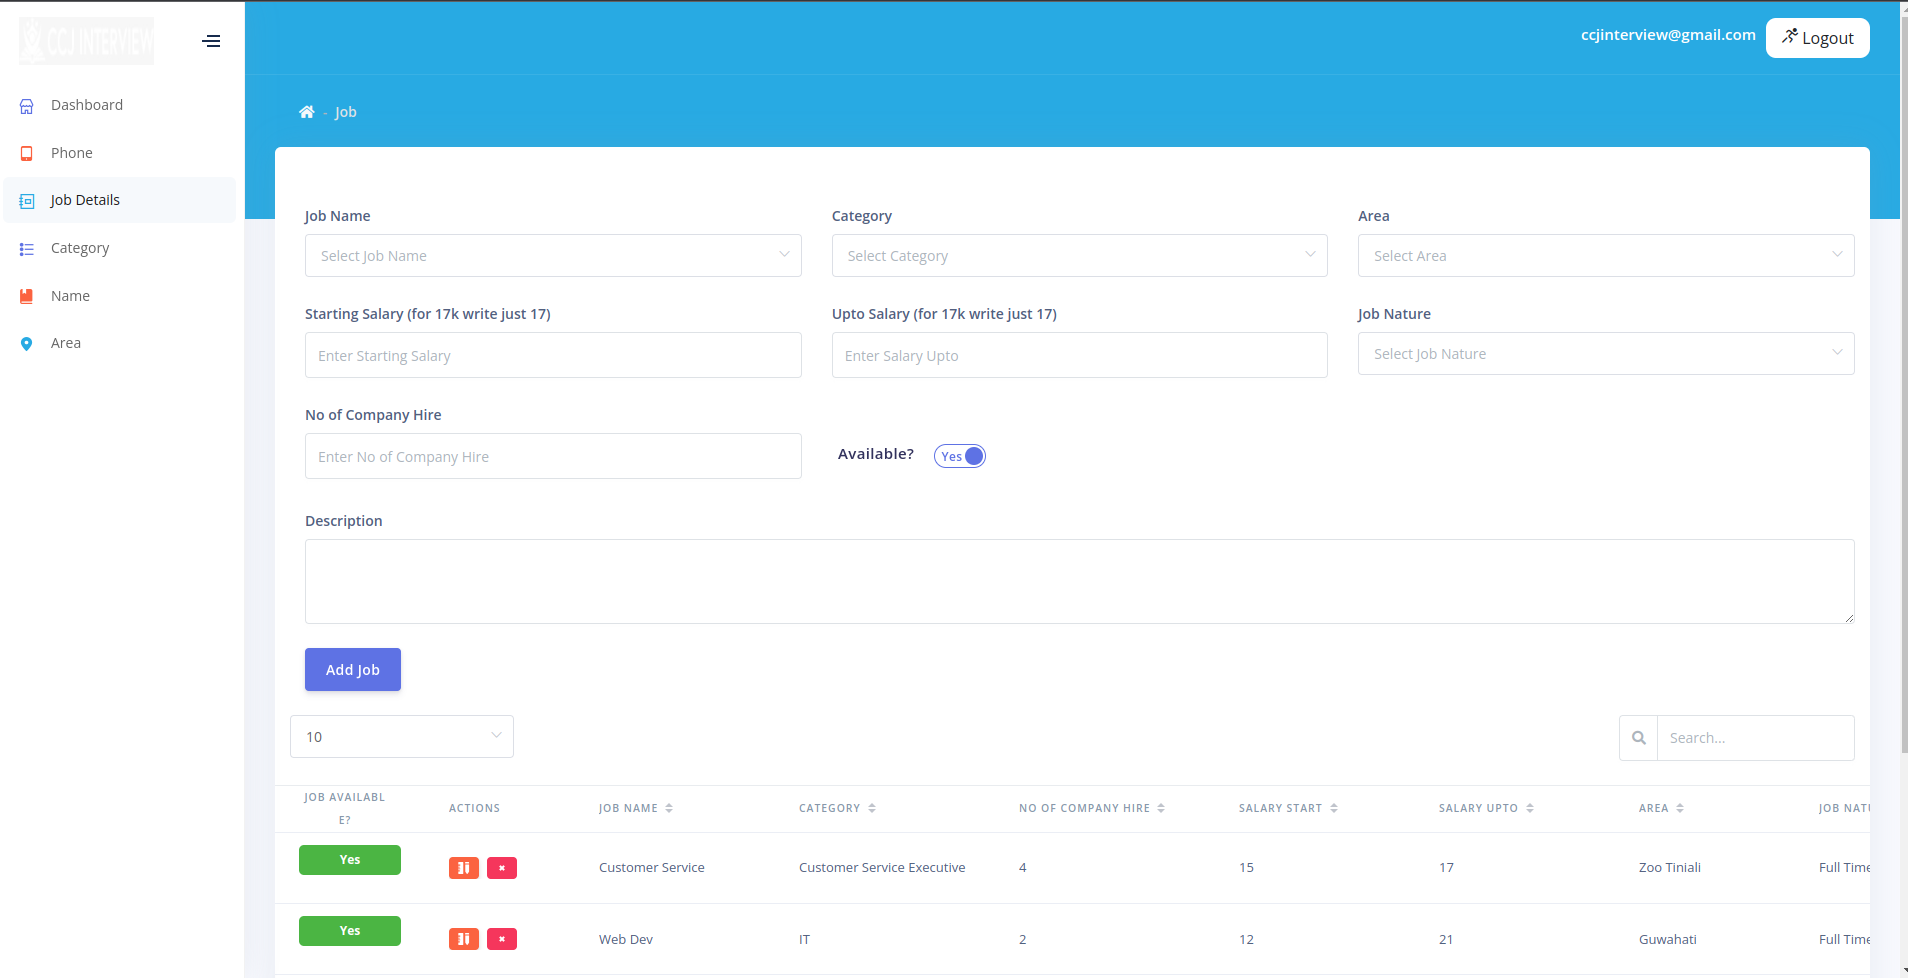 CCJ INTERVIEW
ccjinterview@gmail.com
Logout
Dashboard
Phone
Job Details
Category
Name
Area
- Job
Job Name
Category
Area
Select Job Name
Select Category
Select Area
Starting Salary (for 17k write just 17)
Upto Salary (for 17k write just 17)
Job Nature
Enter Starting Salary
Enter Salary Upto
Select Job Nature
No of Company Hire
Enter No of Company Hire
Available?
Yes
Description
Add Job
10
Search...
JOB AVAILABL
E?
ACTIONS
JOB NAME
CATEGORY
NO OF COMPANY HIRE
SALARY START
SALARY UPTO
AREA
JOB NATU
Yes
Customer Service
Customer Service Executive
4
15
17
Zoo Tiniali
Full Time
Yes
Web Dev
IT
2
12
21
Guwahati
Full Time